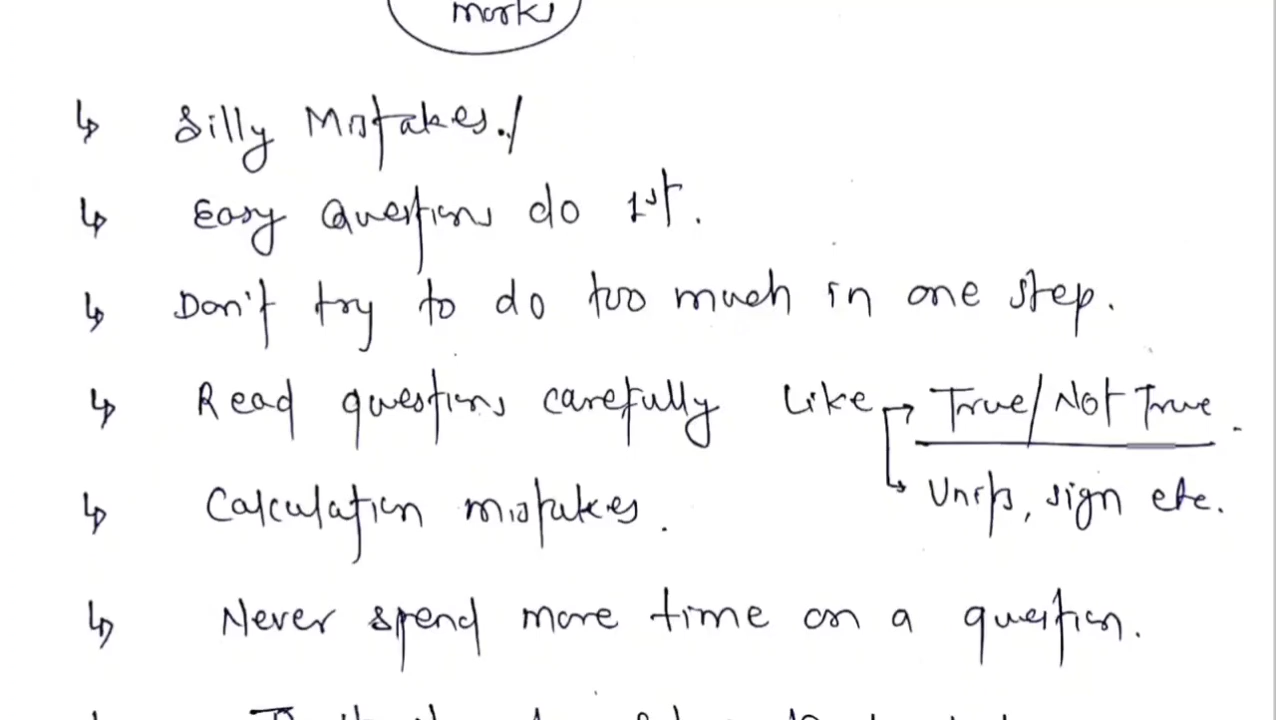 marks
↳ Silly Mistakes./
↳ Easy Questions do 1st.
↳ Don't try to do too much in one step.
↳ Read questions carefully like → True/Not True.
↳ Units, sign etc.
↳ Calculation mistakes.
↳ Never spend more time on a question.